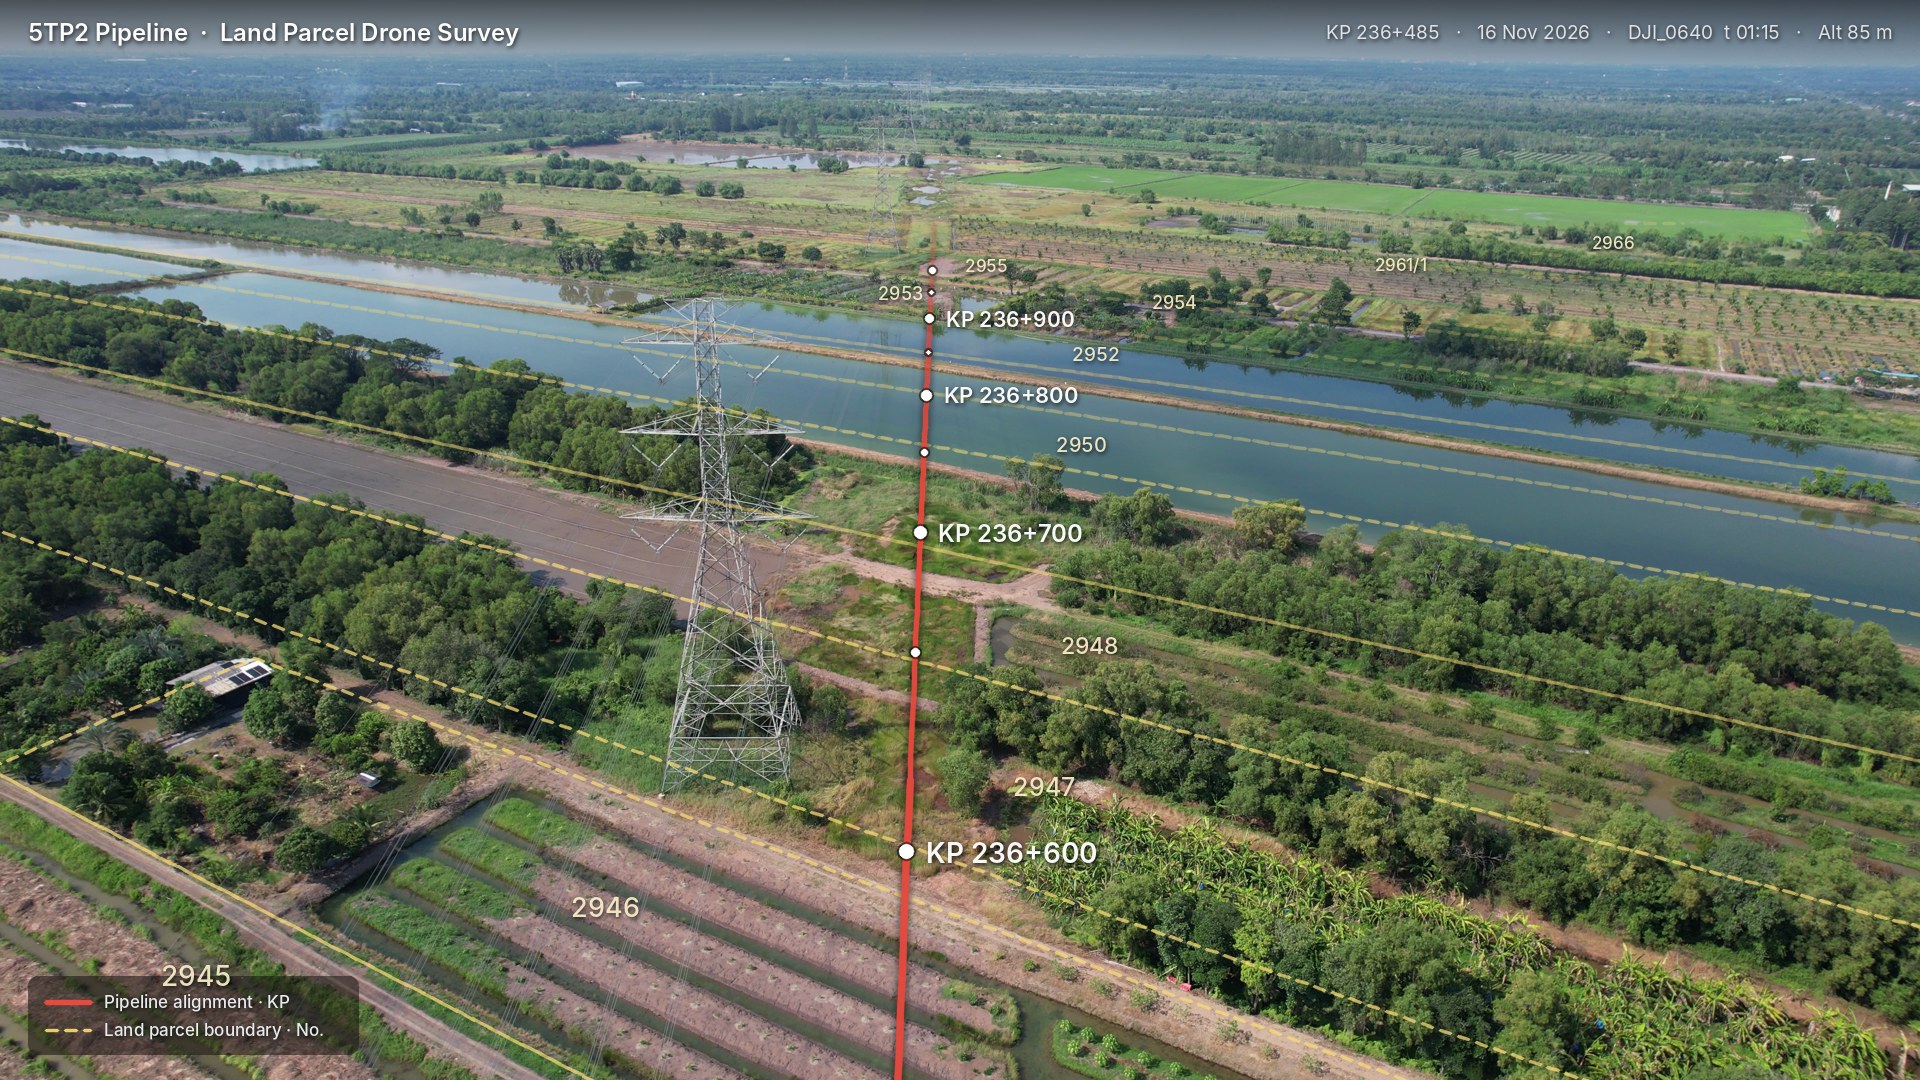 5TP2 Pipeline · Land Parcel Drone Survey
KP 236+485 · 16 Nov 2026 · DJI_0640 t 01:15 · Alt 85 m
2966
2961/1
2955
2953
2954
KP 236+900
2952
KP 236+800
2950
KP 236+700
2948
2947
KP 236+600
2946
2945
Pipeline alignment · KP
Land parcel boundary · No.